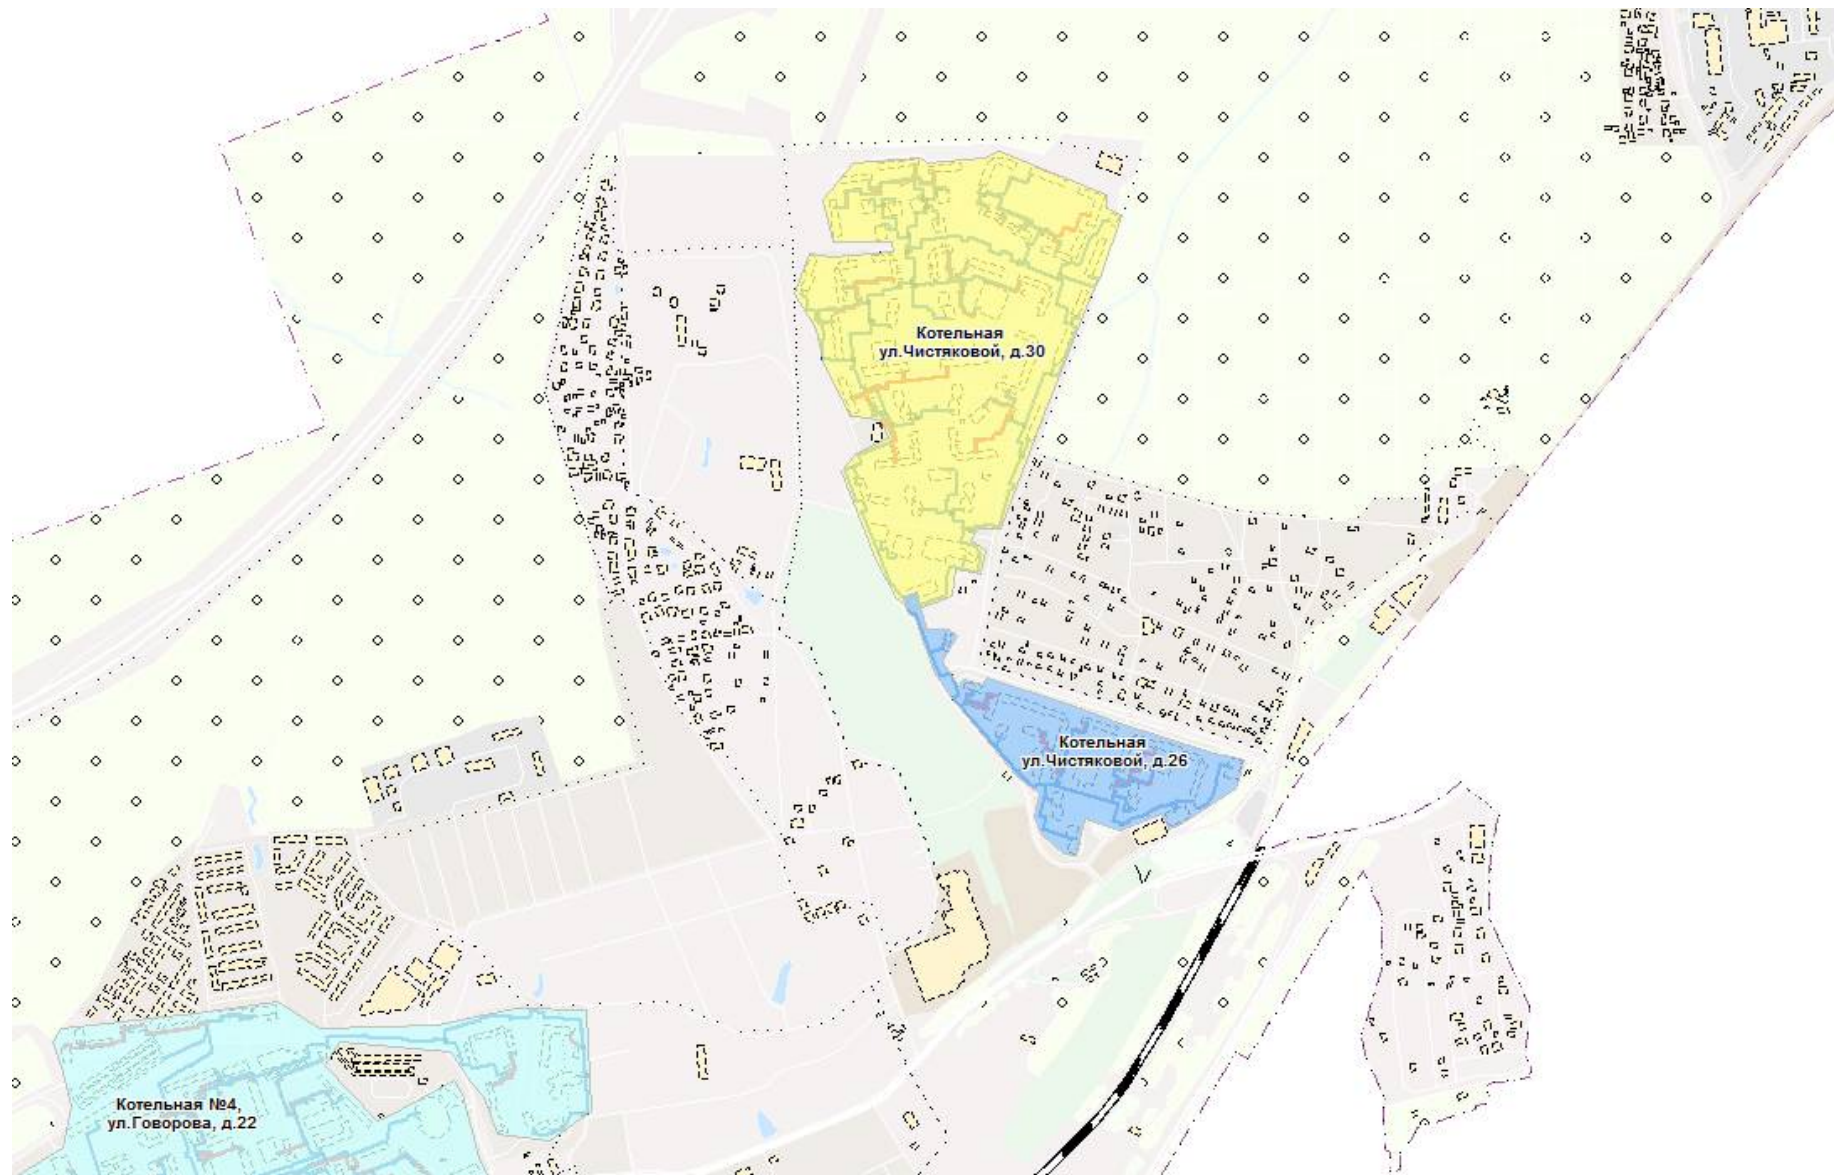 Котельная
ул.Чистяковой, д.30
Котельная
ул.Чистяковой, д.26
Котельная №4,
ул.Говорова, д.22